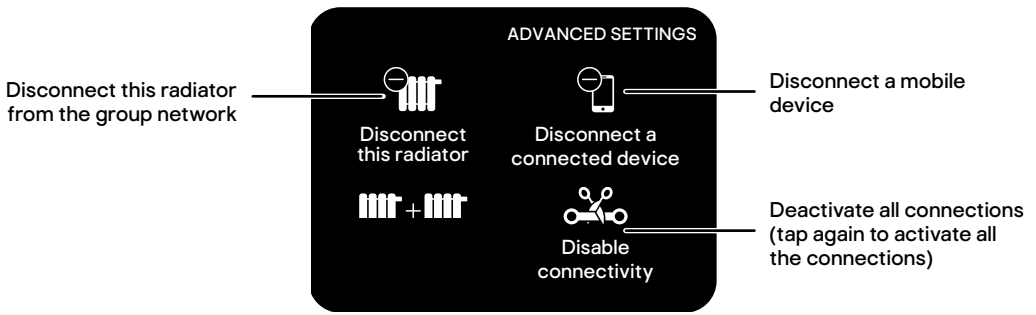 ADVANCED SETTINGS
Disconnect this radiator
from the group network
Disconnect
this radiator
Disconnect a
connected device
Disconnect a mobile
device
+
Disable
connectivity
Deactivate all connections
(tap again to activate all
the connections)